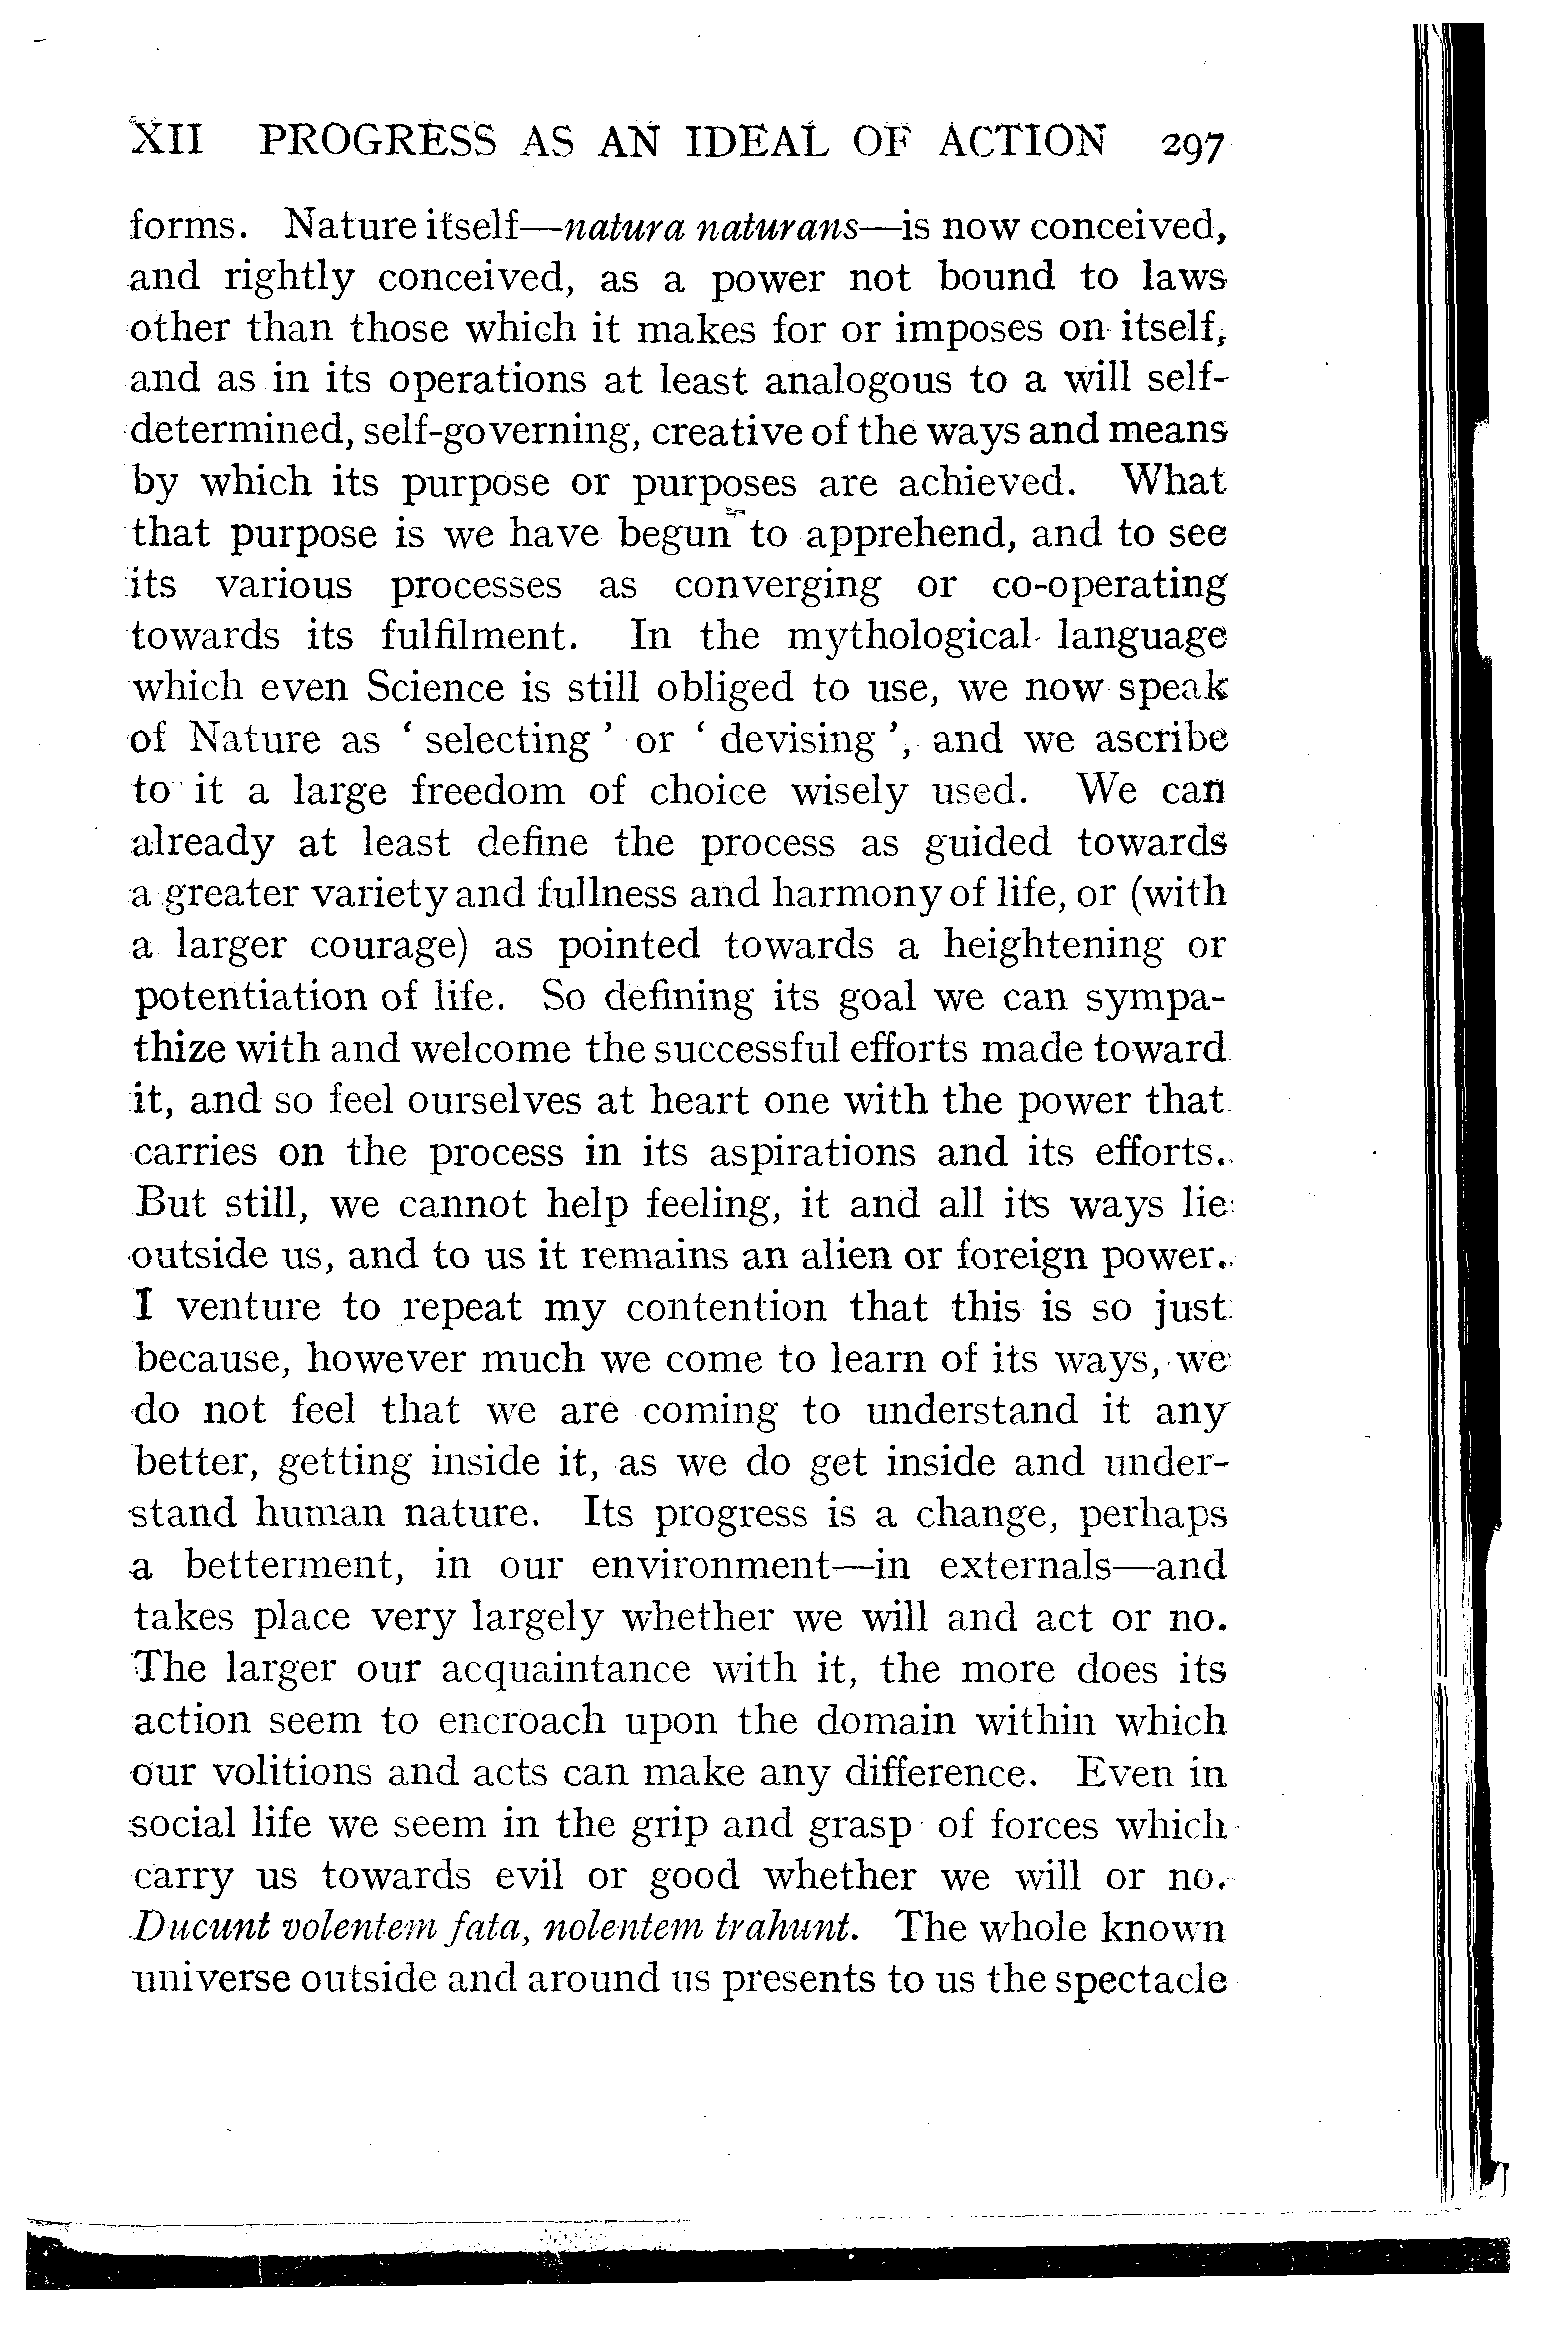 XII PROGRESS AS AN IDEAL OF ACTION 297
forms. Nature itself—natura naturans—is now conceived,
and rightly conceived, as a power not bound to laws
other than those which it makes for or imposes on itself,
and as in its operations at least analogous to a will self-
determined, self-governing, creative of the ways and means
by which its purpose or purposes are achieved. What
that purpose is we have begun to apprehend, and to see
its various processes as converging or co-operating
towards its fulfilment. In the mythological language
which even Science is still obliged to use, we now speak
of Nature as ‘ selecting ’ or ‘ devising ’, and we ascribe
to it a large freedom of choice wisely used. We can
already at least define the process as guided towards
a greater variety and fullness and harmony of life, or (with
a larger courage) as pointed towards a heightening or
potentiation of life. So defining its goal we can sympa-
thize with and welcome the successful efforts made toward
it, and so feel ourselves at heart one with the power that
carries on the process in its aspirations and its efforts.
But still, we cannot help feeling, it and all its ways lie
outside us, and to us it remains an alien or foreign power.
I venture to repeat my contention that this is so just
because, however much we come to learn of its ways, we
do not feel that we are coming to understand it any
better, getting inside it, as we do get inside and under-
stand human nature. Its progress is a change, perhaps
a betterment, in our environment—in externals—and
takes place very largely whether we will and act or no.
The larger our acquaintance with it, the more does its
action seem to encroach upon the domain within which
our volitions and acts can make any difference. Even in
social life we seem in the grip and grasp of forces which
carry us towards evil or good whether we will or no.
Ducunt volentem fata, nolentem trahunt. The whole known
universe outside and around us presents to us the spectacle